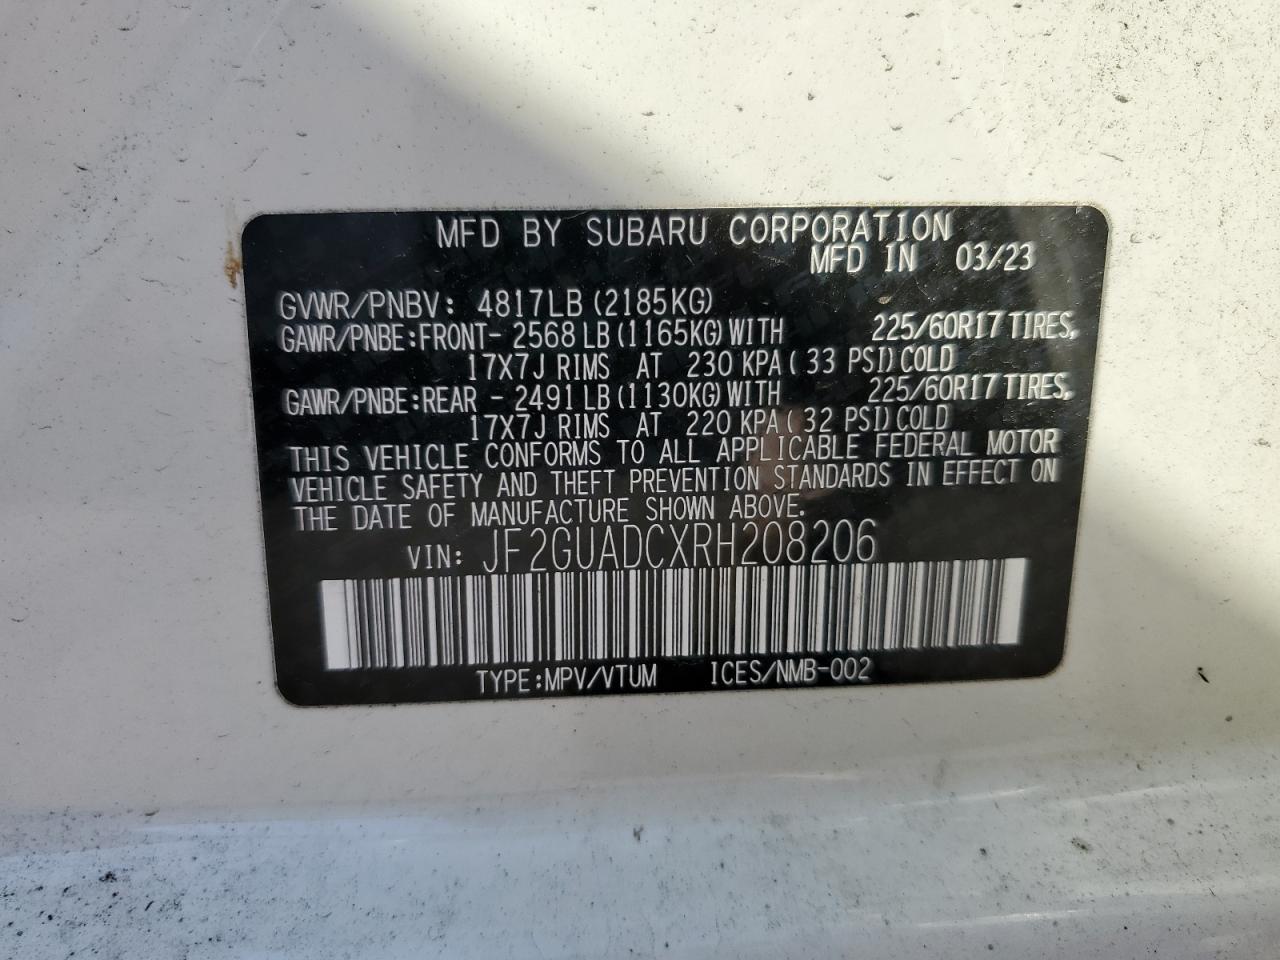 MFD BY SUBARU CORPORATION
MFD IN 03/23
GVWR/PNBV: 4817LB (2185KG)
GAWR/PNBE:FRONT- 2568 LB (1165KG) WITH 225/60R17 TIRES,
17X7J RIMS AT 230 KPA ( 33 PSI) COLD
GAWR/PNBE:REAR - 2491 LB (1130KG) WITH 225/60R17 TIRES,
17X7J RIMS AT 220 KPA ( 32 PSI) COLD
THIS VEHICLE CONFORMS TO ALL APPLICABLE FEDERAL MOTOR
VEHICLE SAFETY AND THEFT PREVENTION STANDARDS IN EFFECT ON
THE DATE OF MANUFACTURE SHOWN ABOVE.
VIN: JF2GUADCXRH208206
TYPE:MPV/VTUM ICES/NMB-002